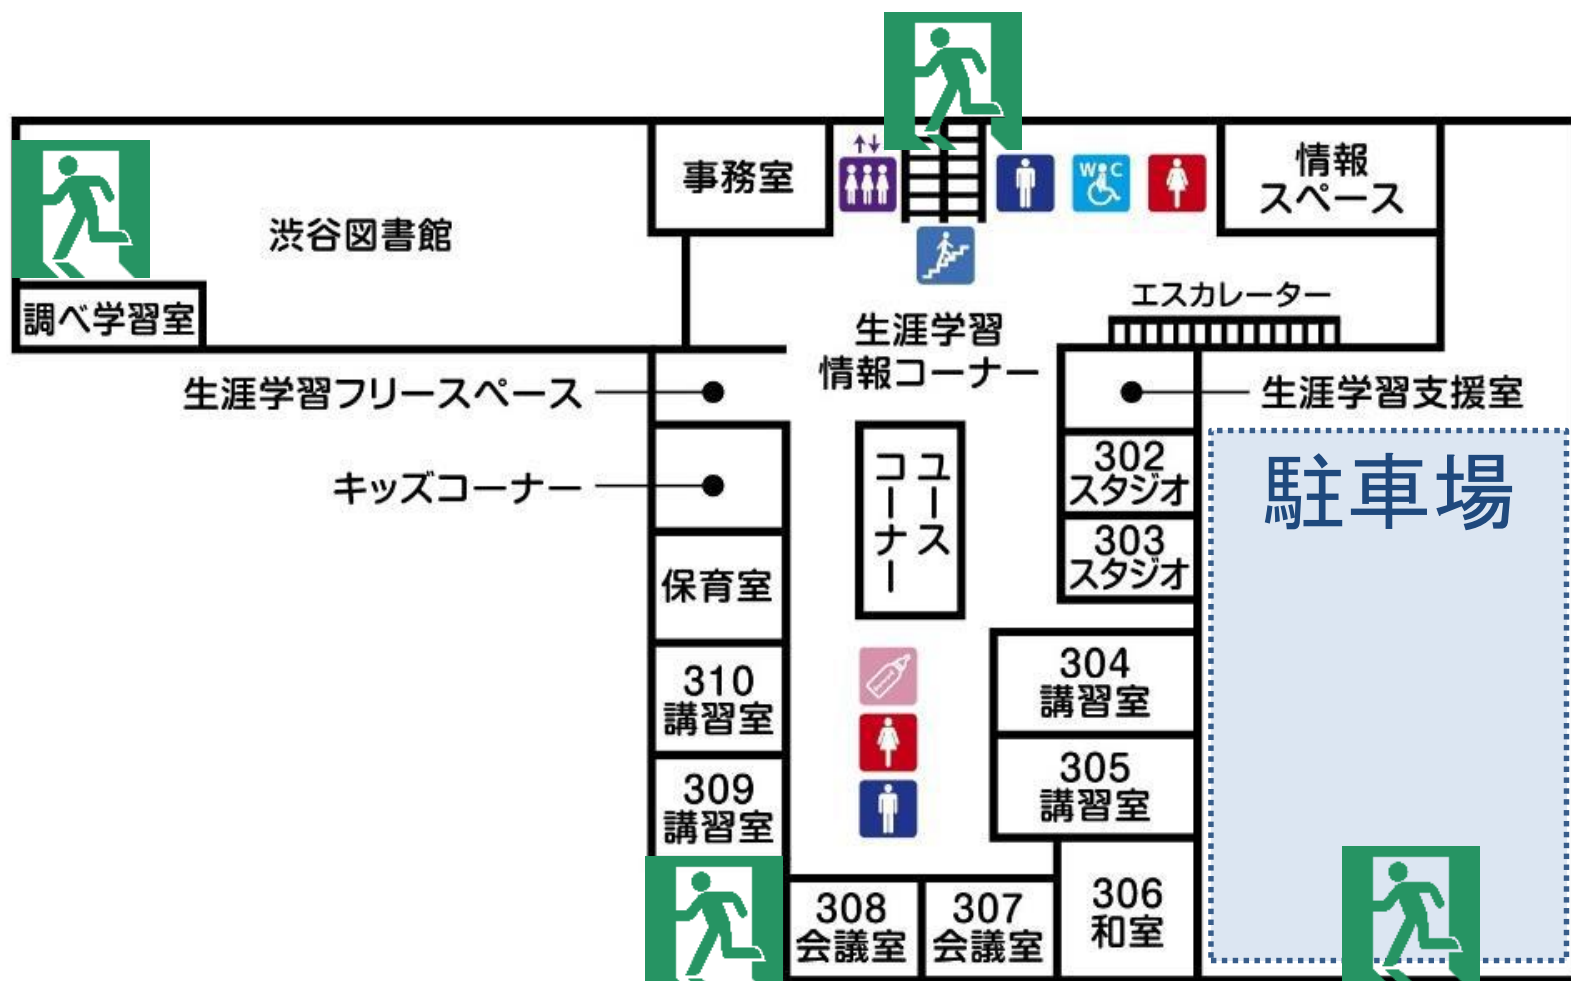 事務室
情報
スペース
WC
渋谷図書館
調べ学習室
エスカレーター
生涯学習
情報コーナー
生涯学習フリースペース
生涯学習支援室
キッズコーナー
ユース
コーナー
302
スタジオ
駐車場
303
スタジオ
保育室
304
講習室
310
講習室
305
講習室
309
講習室
308
会議室
307
会議室
306
和室